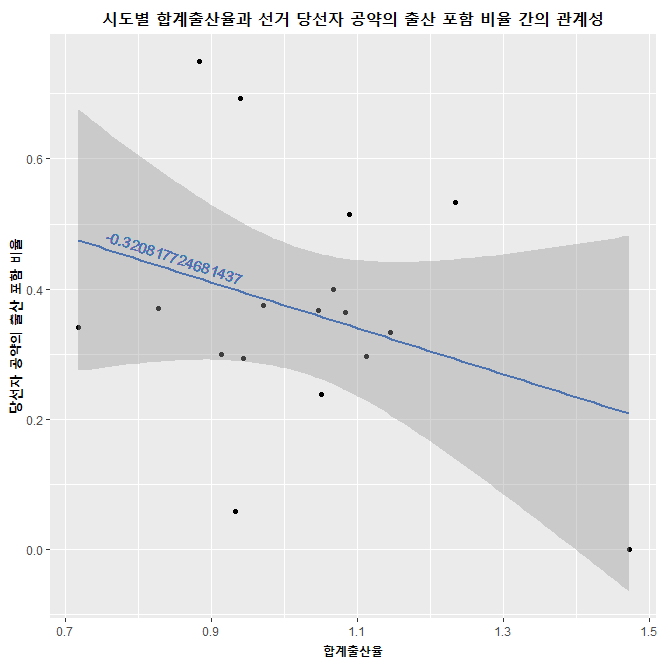 시도별 합계출산율과 선거 당선자 공약의 출산 포함 비율 간의 관계성
당선자 공약의 출산 포함 비율
0.6
0.4
0.2
0.0
-0.320817724681437
0.7 0.9 1.1 1.3 1.5
합계출산율